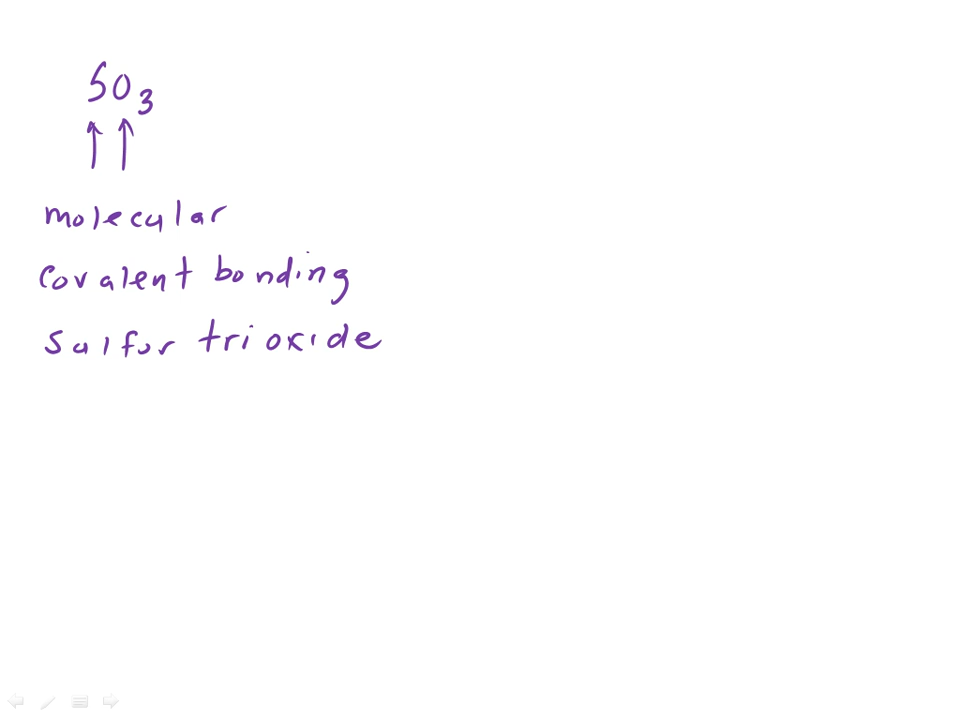 SO₃
↑ ↑
molecular
covalent bonding
sulfur trioxide